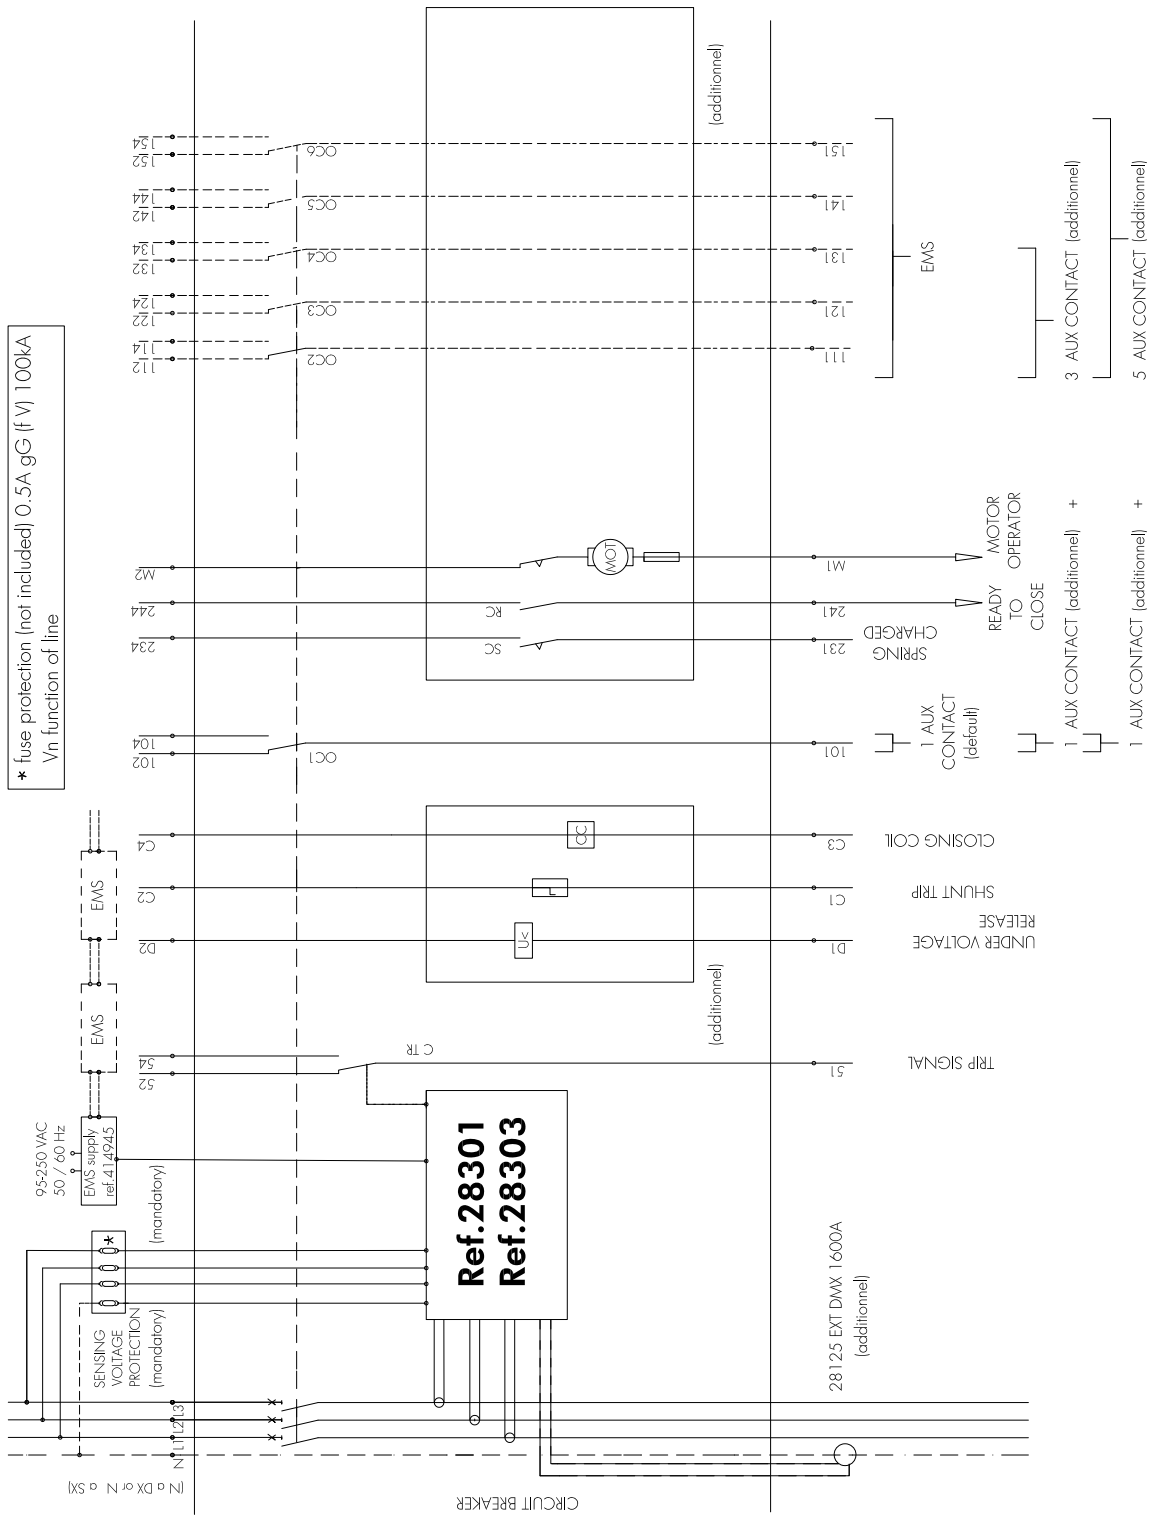 * fuse protection (not included) 0.5A gG (f V) 100kA
Vn function of line
95-250 VAC
50 / 60 Hz
EMS supply
ref.414945
(mandatory)
EMS
EMS
SENSING
VOLTAGE
PROTECTION
(mandatory)
*
(N a DX or N a SX)
N
L1
L2
L3
52
54
D2
C2
C4
102
104
234
244
M2
112
114
122
124
132
134
142
144
152
154
C TR
OC1
OC2
OC3
OC4
OC5
OC6
Ref.28301
Ref.28303
U<
CC
SC
RC
MOT
(additionnel)
(additionnel)
51
D1
C1
C3
101
231
241
M1
111
121
131
141
151
CIRCUIT BREAKER
28125 EXT DMX 1600A
(additionnel)
TRIP SIGNAL
UNDER VOLTAGE
RELEASE
SHUNT TRIP
CLOSING COIL
1 AUX
CONTACT
(default)
SPRING
CHARGED
READY
TO
CLOSE
MOTOR
OPERATOR
EMS
1 AUX CONTACT (additionnel) + 3 AUX CONTACT (additionnel)
1 AUX CONTACT (additionnel) + 5 AUX CONTACT (additionnel)